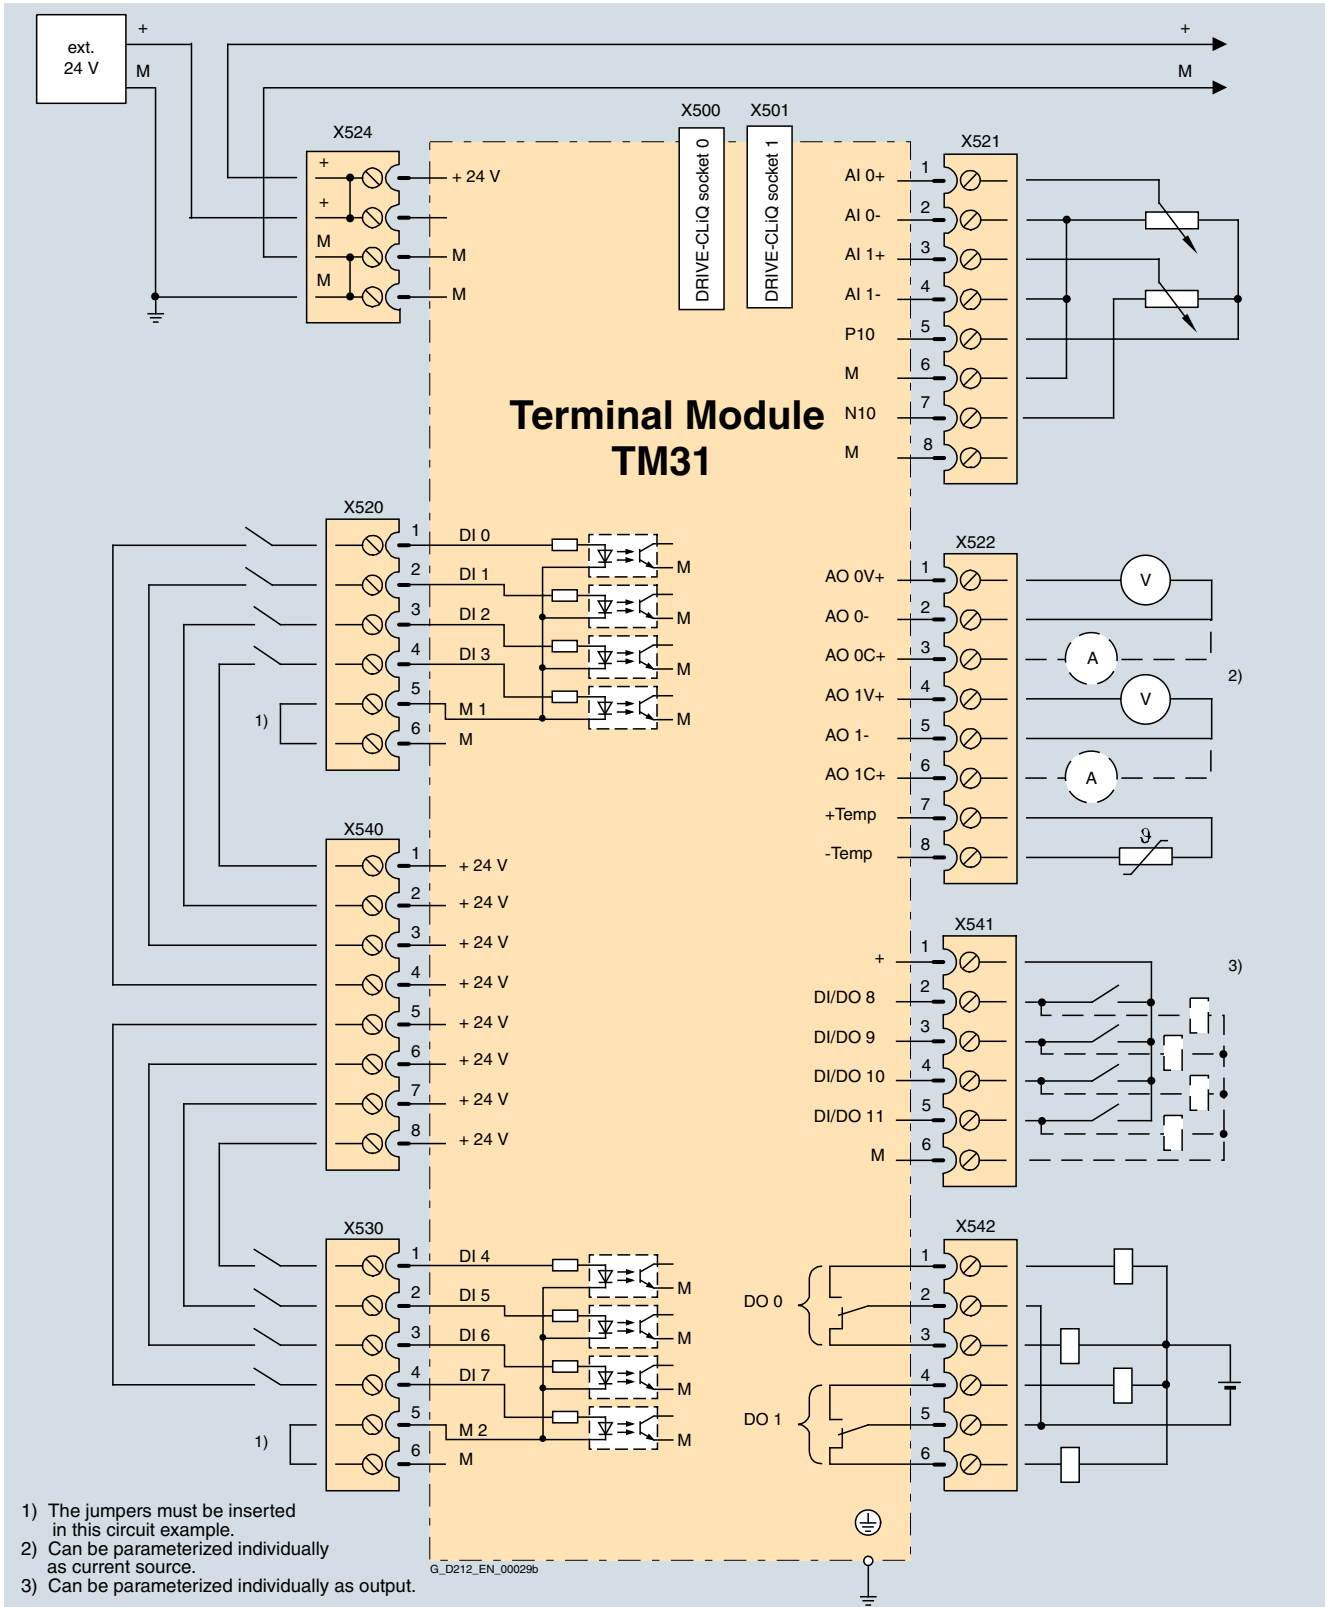 ext.
24 V
+
M
+
M
X524
+
+
M
M
+ 24 V
M
M
X500
X501
DRIVE-CLiQ socket 0
DRIVE-CLiQ socket 1
Terminal Module
TM31
X521
AI 0+ 1
AI 0- 2
AI 1+ 3
AI 1- 4
P10 5
M 6
N10 7
M 8
X520
1 DI 0
2 DI 1
3 DI 2
4 DI 3
5 M 1
6 M
M
M
M
M
1)
X522
AO 0V+ 1
AO 0- 2
AO 0C+ 3
AO 1V+ 4
AO 1- 5
AO 1C+ 6
+Temp 7
-Temp 8
V
A
V
A
ϑ
2)
X540
1 + 24 V
2 + 24 V
3 + 24 V
4 + 24 V
5 + 24 V
6 + 24 V
7 + 24 V
8 + 24 V
X541
+ 1
DI/DO 8 2
DI/DO 9 3
DI/DO 10 4
DI/DO 11 5
M 6
3)
X530
1 DI 4
2 DI 5
3 DI 6
4 DI 7
5 M 2
6 M
M
M
M
M
1)
X542
DO 0
1
2
3
DO 1
4
5
6
1) The jumpers must be inserted
in this circuit example.
2) Can be parameterized individually
as current source.
3) Can be parameterized individually as output.
G_D212_EN_00029b